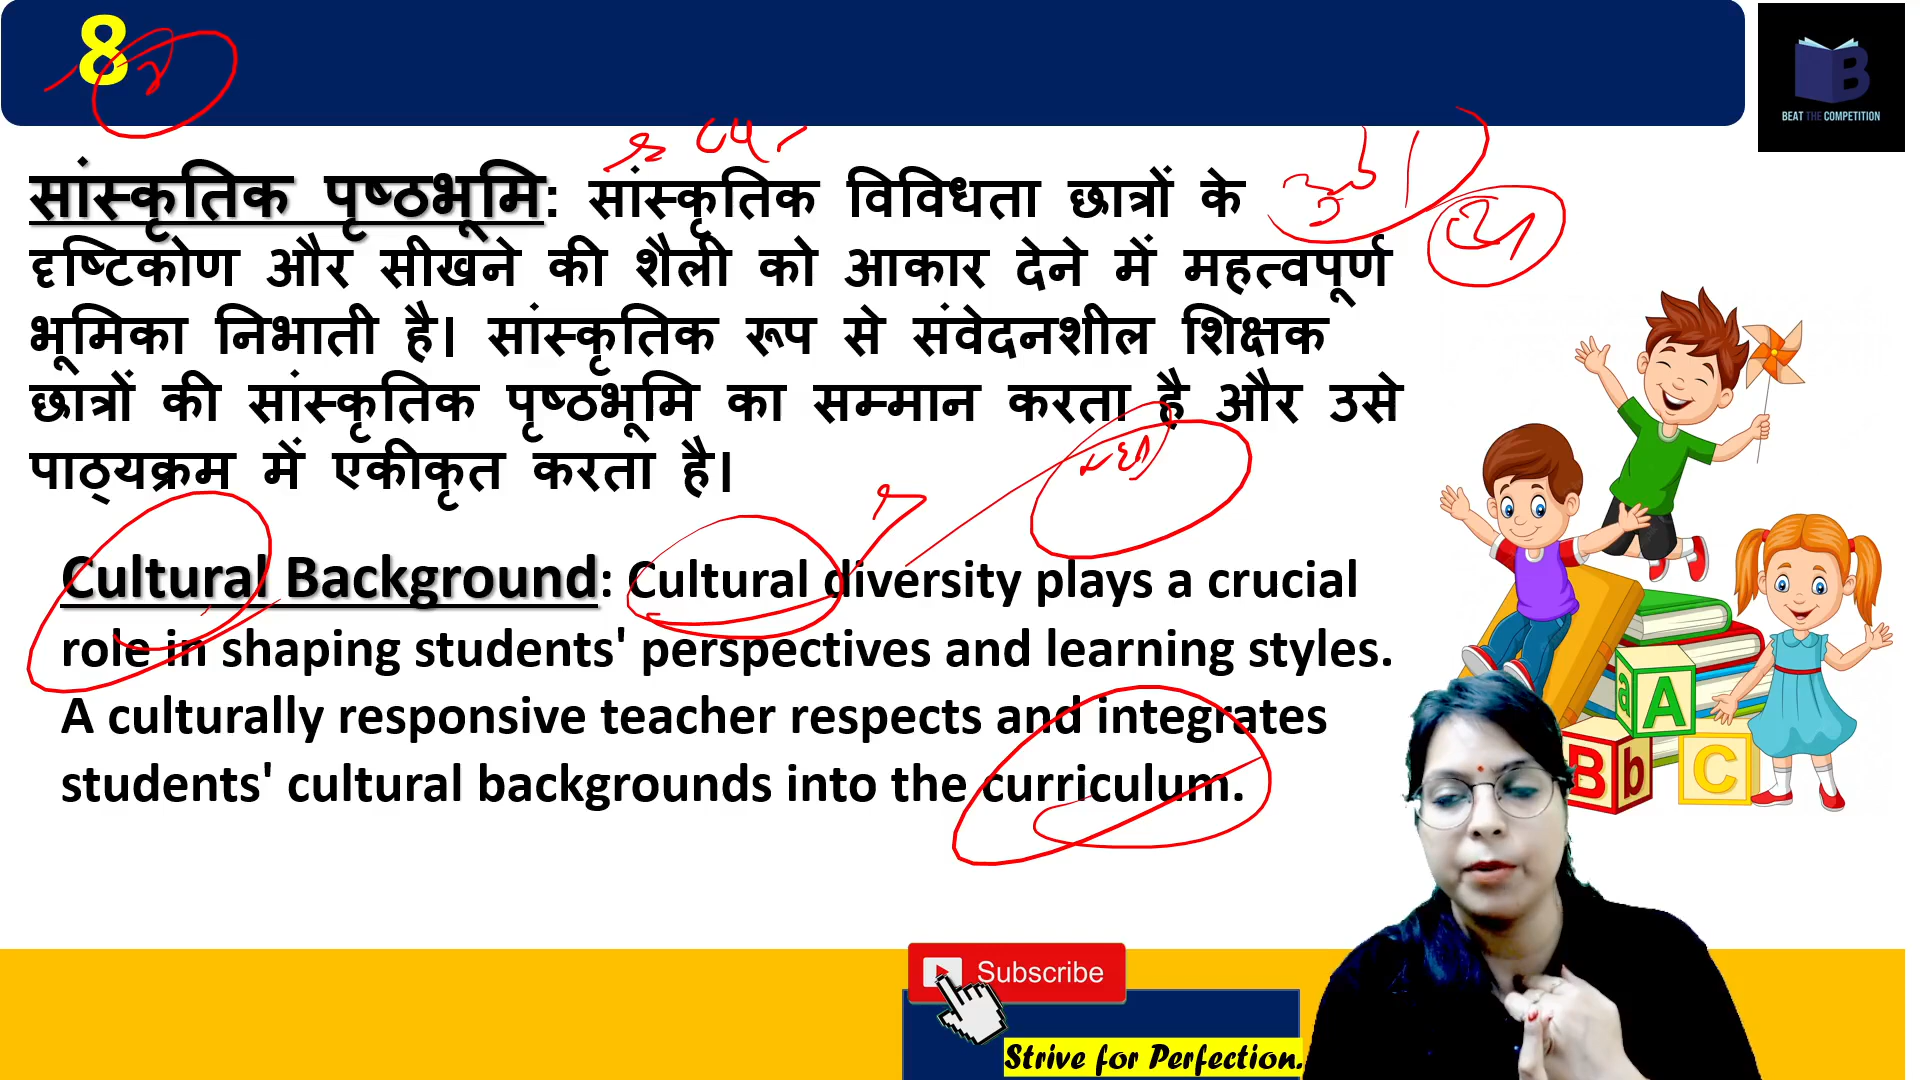 8
BEAT THE COMPETITION
सांस्कृतिक पृष्ठभूमि: सांस्कृतिक विविधता छात्रों के
दृष्टिकोण और सीखने की शैली को आकार देने में महत्वपूर्ण
भूमिका निभाती है। सांस्कृतिक रूप से संवेदनशील शिक्षक
छात्रों की सांस्कृतिक पृष्ठभूमि का सम्मान करता है और उसे
पाठ्यक्रम में एकीकृत करता है।
Cultural Background: Cultural diversity plays a crucial
role in shaping students' perspectives and learning styles.
A culturally responsive teacher respects and integrates
students' cultural backgrounds into the curriculum.
a A
B b C
Subscribe
Strive for Perfection.